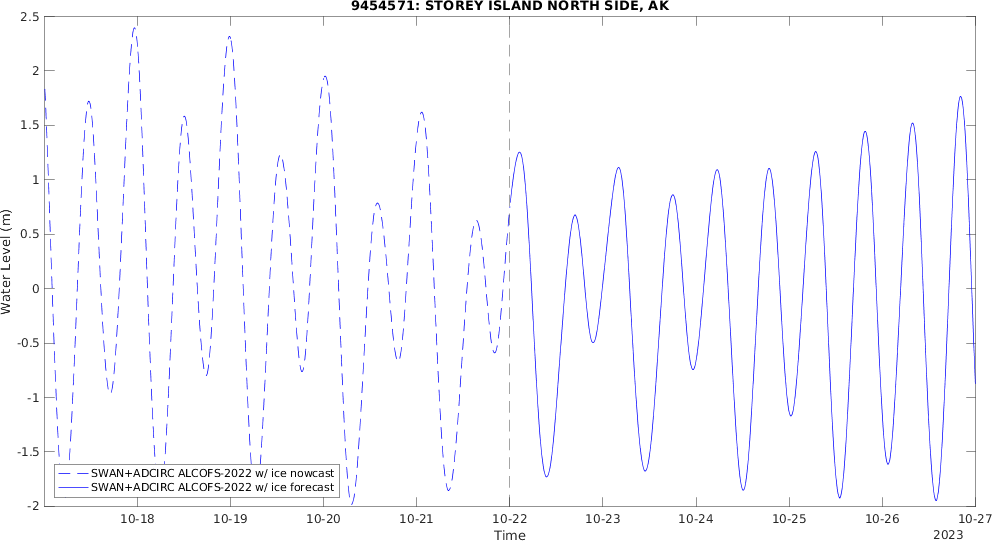 9454571: STOREY ISLAND NORTH SIDE, AK
2.5
2
1.5
1
0.5
0
-0.5
-1
-1.5
-2
Water Level (m)
SWAN+ADCIRC ALCOFS-2022 w/ ice nowcast
SWAN+ADCIRC ALCOFS-2022 w/ ice forecast
10-18 10-19 10-20 10-21 10-22 10-23 10-24 10-25 10-26 10-27
Time
2023